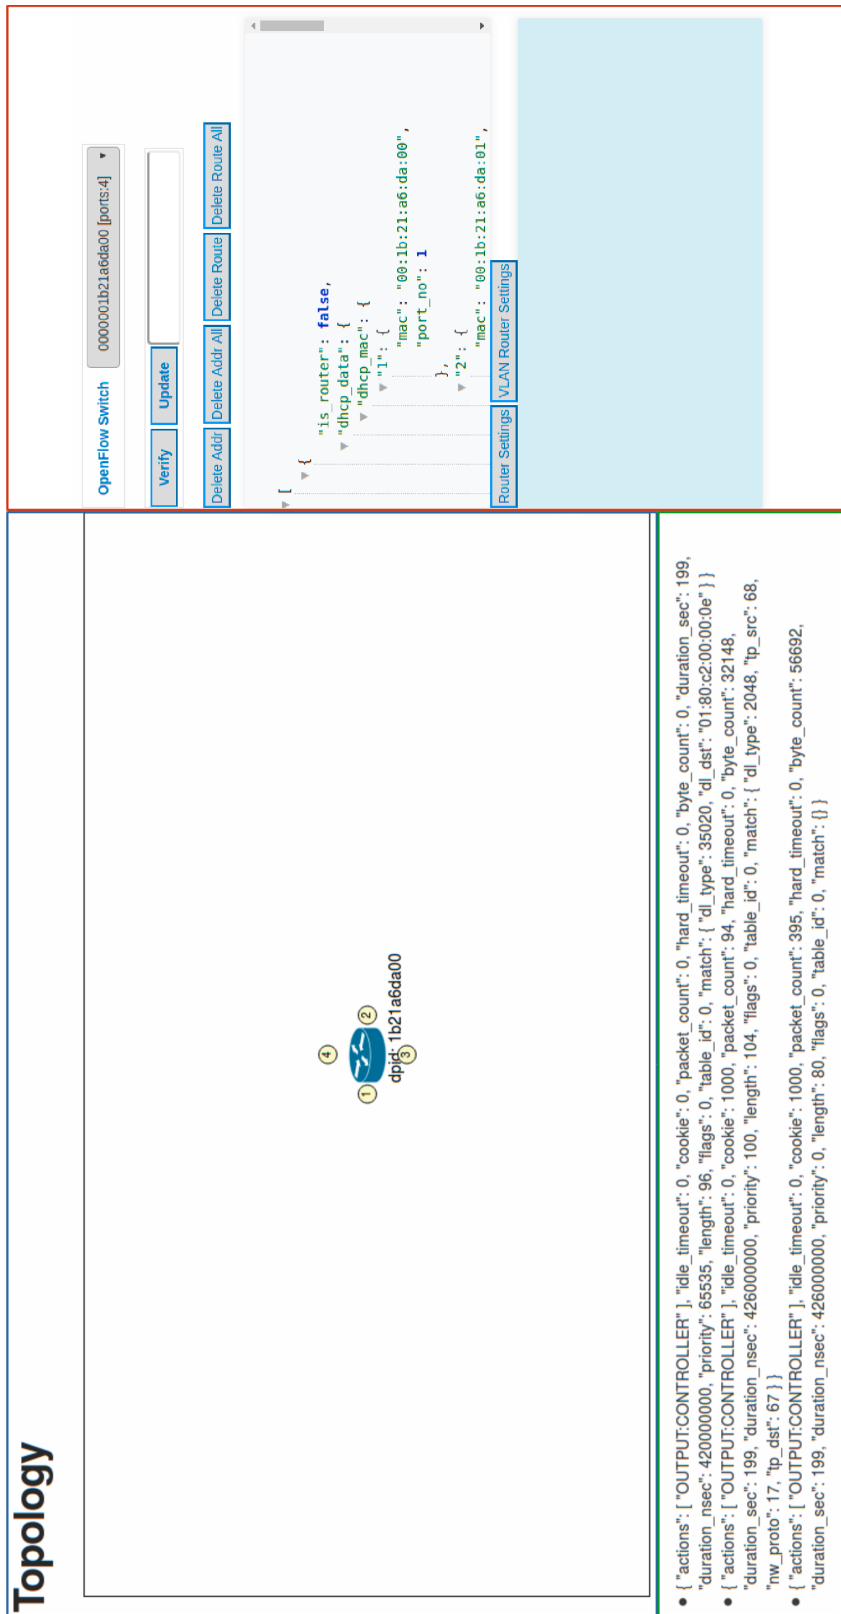 Topology
4
1
2
3
dpid: 1b21a6da00
OpenFlow Switch 0000001b21a6da00 [ports:4]
Verify Update
Delete Addr Delete Addr All Delete Route Delete Route All
[
{
"is_router": false,
"dhcp_data": {
"dhcp_mac": {
"1": {
"mac": "00:1b:21:a6:da:00",
"port_no": 1
},
"2": {
"mac": "00:1b:21:a6:da:01",
Router Settings VLAN Router Settings
● { "actions": [ "OUTPUT:CONTROLLER" ], "idle_timeout": 0, "cookie": 0, "packet_count": 0, "hard_timeout": 0, "byte_count": 0, "duration_sec": 199,
"duration_nsec": 420000000, "priority": 65535, "length": 96, "flags": 0, "table_id": 0, "match": { "dl_type": 35020, "dl_dst": "01:80:c2:00:00:0e" } }
● { "actions": [ "OUTPUT:CONTROLLER" ], "idle_timeout": 0, "cookie": 1000, "packet_count": 94, "hard_timeout": 0, "byte_count": 32148,
"duration_sec": 199, "duration_nsec": 426000000, "priority": 100, "length": 104, "flags": 0, "table_id": 0, "match": { "dl_type": 2048, "tp_src": 68,
"nw_proto": 17, "tp_dst": 67 } }
● { "actions": [ "OUTPUT:CONTROLLER" ], "idle_timeout": 0, "cookie": 1000, "packet_count": 395, "hard_timeout": 0, "byte_count": 56692,
"duration_sec": 199, "duration_nsec": 426000000, "priority": 0, "length": 80, "flags": 0, "table_id": 0, "match": {} }